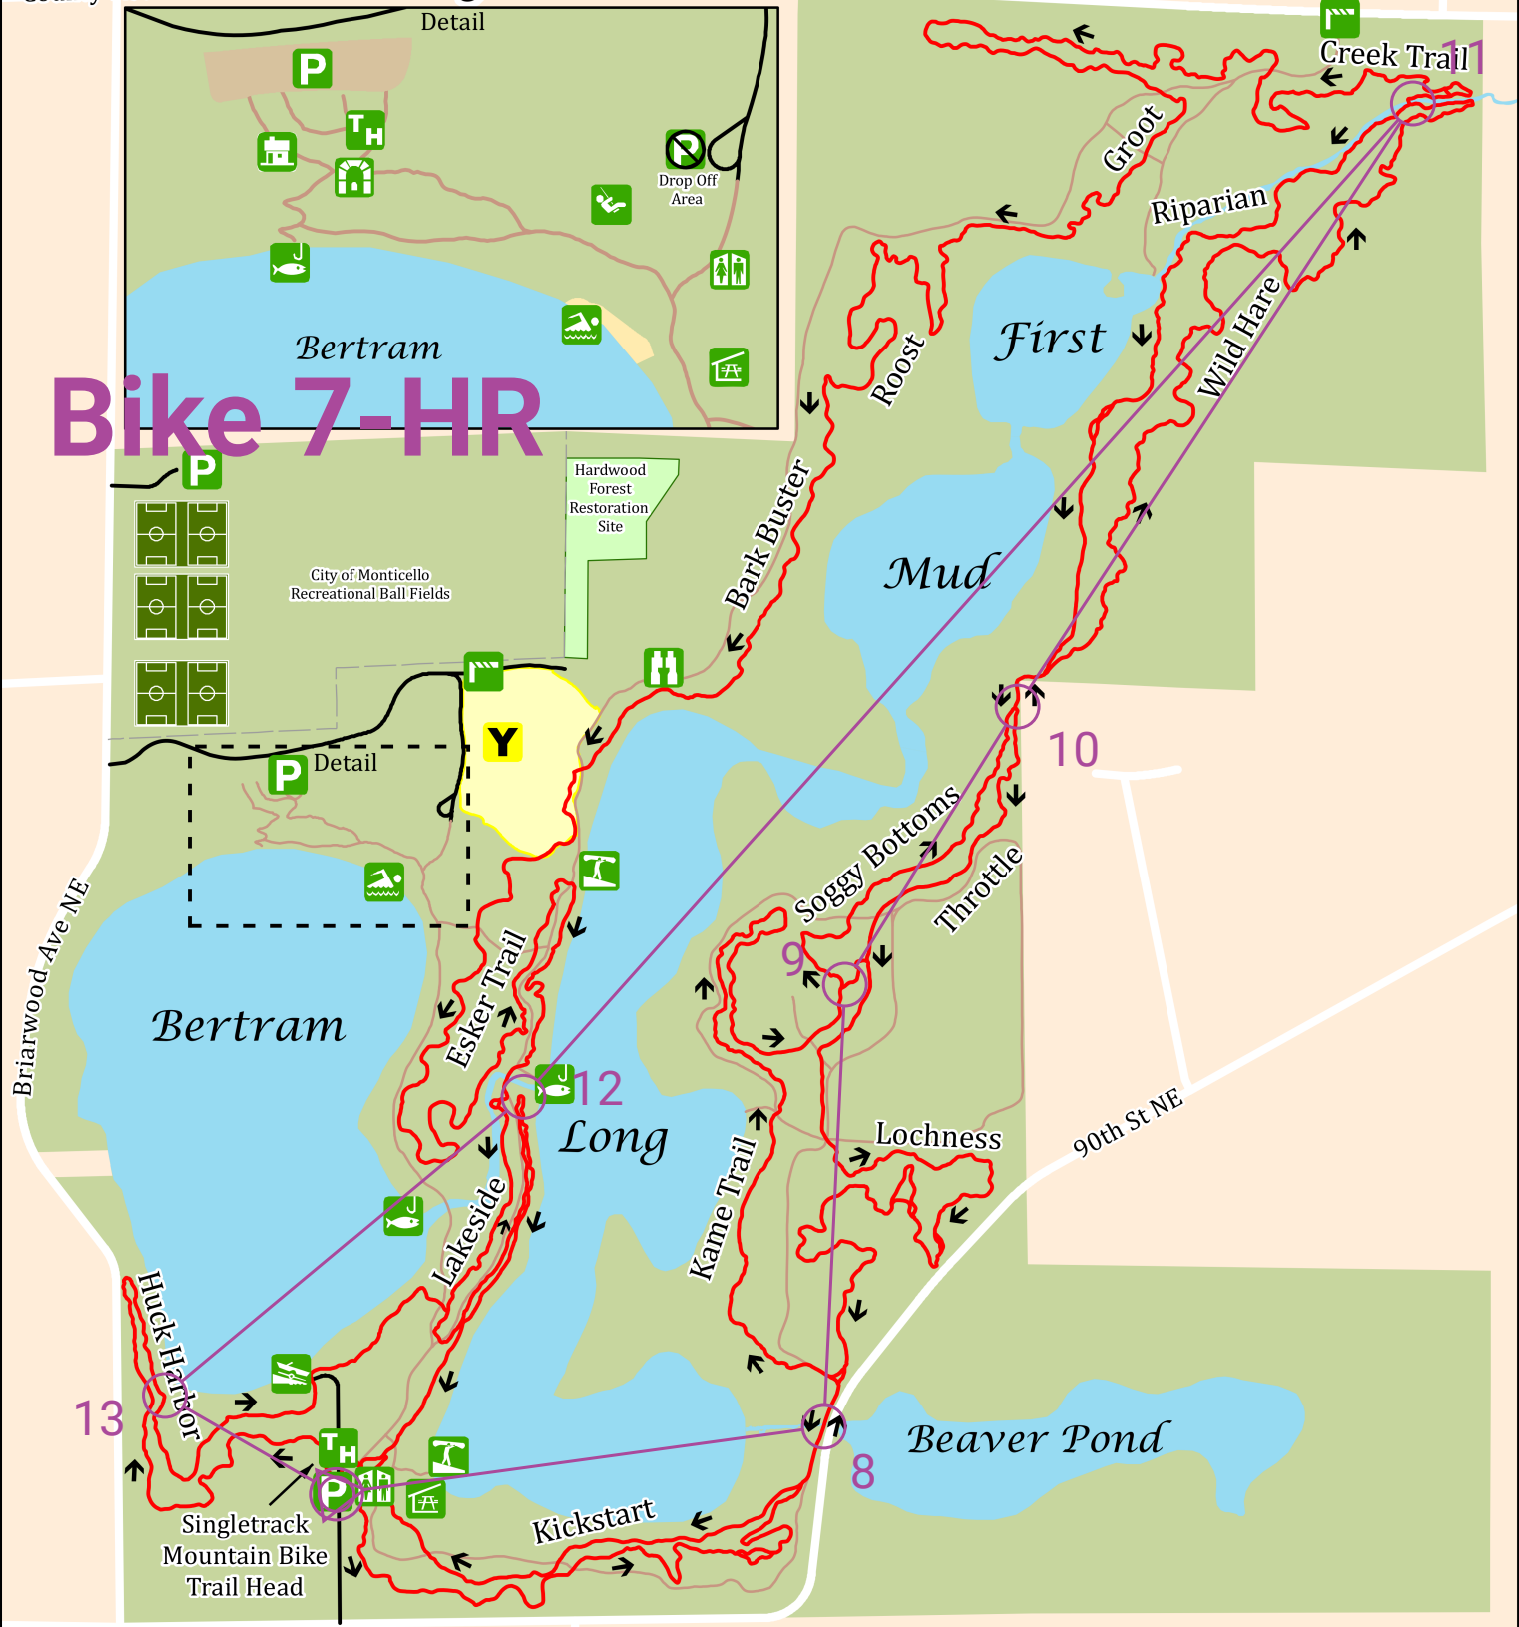 Detail
P
TH
P
Drop Off
Area
Bertram
Bike 7-HR
P
Hardwood
Forest
Restoration
Site
City of Monticello
Recreational Ball Fields
Creek Trail
11
Groot
Riparian
First
Wild Hare
Roost
Mud
Bark Buster
Y
P
Detail
10
Soggy Bottoms
Throttle
9
Briarwood Ave NE
Esker Trail
Bertram
12
Long
Lochness
90th St NE
Kame Trail
Lakeside
Huck Harbor
13
TH
P
8
Beaver Pond
Kickstart
Singletrack
Mountain Bike
Trail Head